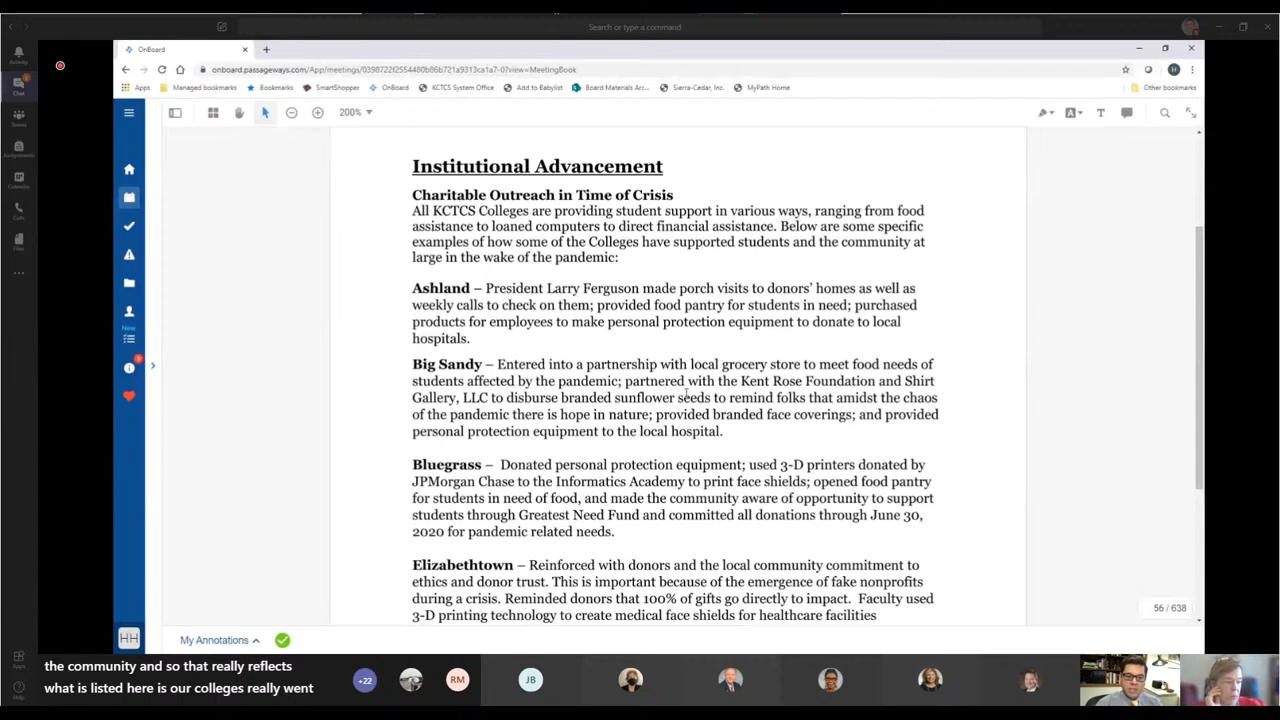 Search or type a command
Activity
Chat
Teams
Assignments
Calendar
Calls
Files
Apps
Help
OnBoard
onboard.passageways.com/App/meetings/0398722f2554480b86b721a9313ca1a7-0?view=MeetingBook
Apps Managed bookmarks Bookmarks SmartShopper OnBoard KCTCS System Office Add to Babylist Board Materials Arc... Sierra-Cedar, Inc. MyPath Home Other bookmarks
200%
New
Institutional Advancement
Charitable Outreach in Time of Crisis
All KCTCS Colleges are providing student support in various ways, ranging from food
assistance to loaned computers to direct financial assistance. Below are some specific
examples of how some of the Colleges have supported students and the community at
large in the wake of the pandemic:
Ashland – President Larry Ferguson made porch visits to donors' homes as well as
weekly calls to check on them; provided food pantry for students in need; purchased
products for employees to make personal protection equipment to donate to local
hospitals.
Big Sandy – Entered into a partnership with local grocery store to meet food needs of
students affected by the pandemic; partnered with the Kent Rose Foundation and Shirt
Gallery, LLC to disburse branded sunflower seeds to remind folks that amidst the chaos
of the pandemic there is hope in nature; provided branded face coverings; and provided
personal protection equipment to the local hospital.
Bluegrass – Donated personal protection equipment; used 3-D printers donated by
JPMorgan Chase to the Informatics Academy to print face shields; opened food pantry
for students in need of food, and made the community aware of opportunity to support
students through Greatest Need Fund and committed all donations through June 30,
2020 for pandemic related needs.
Elizabethtown – Reinforced with donors and the local community commitment to
ethics and donor trust. This is important because of the emergence of fake nonprofits
during a crisis. Reminded donors that 100% of gifts go directly to impact. Faculty used
3-D printing technology to create medical face shields for healthcare facilities
56 / 638
HH
My Annotations
the community and so that really reflects
what is listed here is our colleges really went
+22
RM
JB